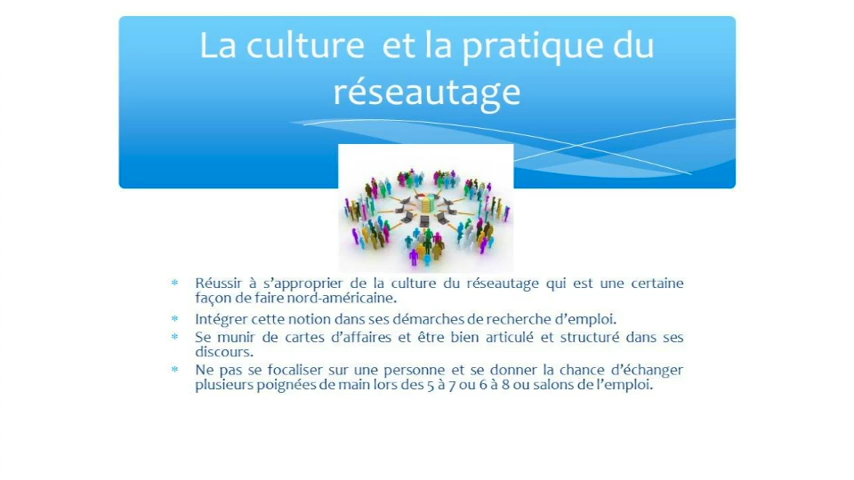 La culture et la pratique du
réseautage
Réussir à s'approprier de la culture du réseautage qui est une certaine
façon de faire nord-américaine.
Intégrer cette notion dans ses démarches de recherche d'emploi.
Se munir de cartes d'affaires et être bien articulé et structuré dans ses
discours.
Ne pas se focaliser sur une personne et se donner la chance d'échanger
plusieurs poignées de main lors des 5 à 7 ou 6 à 8 ou salons de l'emploi.